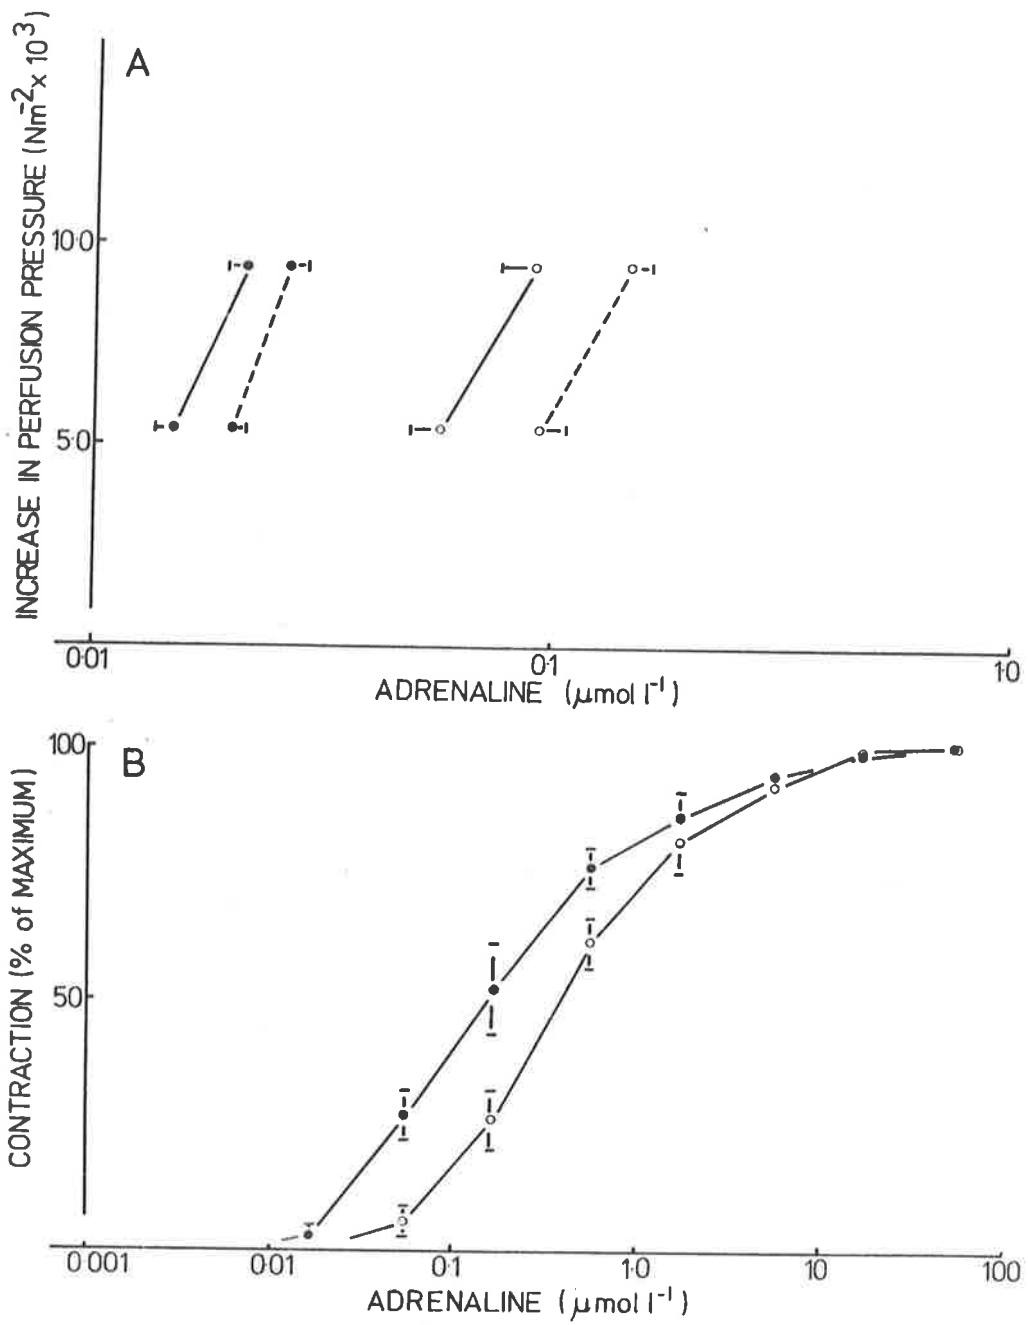 A
INCREASE IN PERFUSION PRESSURE (Nm⁻² x 10³)
10·0
5·0
0·01
0·1
1·0
ADRENALINE (μmol l⁻¹)
B
CONTRACTION (% of MAXIMUM)
100
50
0·001
0·01
0·1
1·0
10
100
ADRENALINE (μmol l⁻¹)